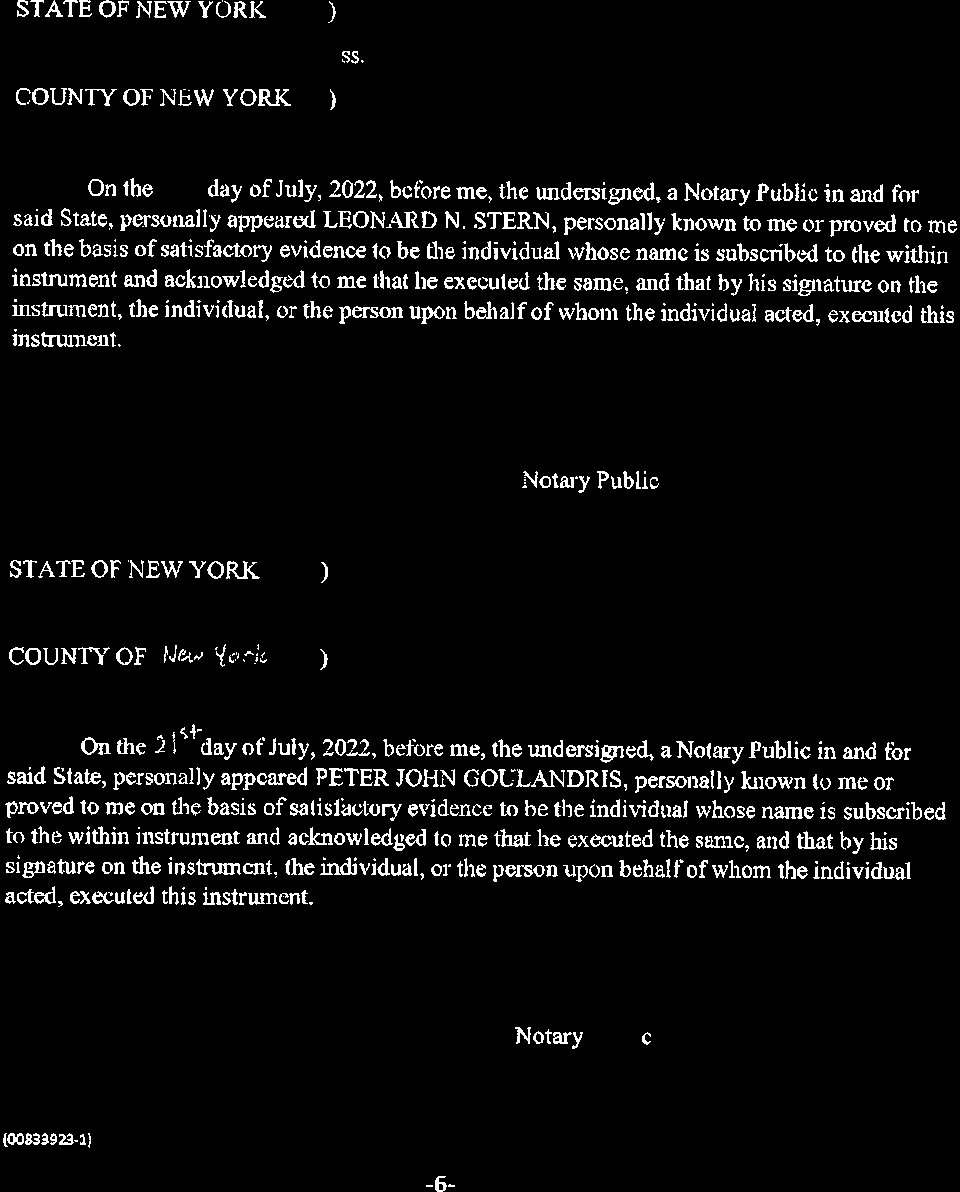 STATE OF NEW YORK )
ss.
COUNTY OF NEW YORK )
On the day of July, 2022, before me, the undersigned, a Notary Public in and for
said State, personally appeared LEONARD N. STERN, personally known to me or proved to me
on the basis of satisfactory evidence to be the individual whose name is subscribed to the within
instrument and acknowledged to me that he executed the same, and that by his signature on the
instrument, the individual, or the person upon behalf of whom the individual acted, executed this
instrument.
Notary Public
STATE OF NEW YORK )
COUNTY OF New York )
On the 21st day of July, 2022, before me, the undersigned, a Notary Public in and for
said State, personally appeared PETER JOHN GOULANDRIS, personally known to me or
proved to me on the basis of satisfactory evidence to be the individual whose name is subscribed
to the within instrument and acknowledged to me that he executed the same, and that by his
signature on the instrument, the individual, or the person upon behalf of whom the individual
acted, executed this instrument.
Notary c
{00833923-1}
-6-